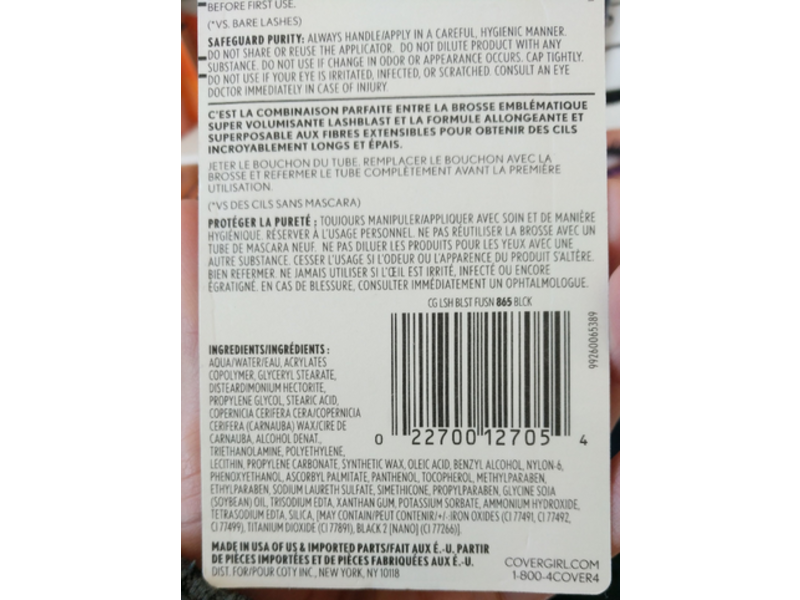 BEFORE FIRST USE.
(*VS. BARE LASHES)
SAFEGUARD PURITY: ALWAYS HANDLE/APPLY IN A CAREFUL, HYGIENIC MANNER.
DO NOT SHARE OR REUSE THE APPLICATOR. DO NOT DILUTE PRODUCT WITH ANY
SUBSTANCE. DO NOT USE IF CHANGE IN ODOR OR APPEARANCE OCCURS. CAP TIGHTLY.
DO NOT USE IF YOUR EYE IS IRRITATED, INFECTED, OR SCRATCHED. CONSULT AN EYE
DOCTOR IMMEDIATELY IN CASE OF INJURY.
C'EST LA COMBINAISON PARFAITE ENTRE LA BROSSE EMBLÉMATIQUE
SUPER VOLUMISANTE LASHBLAST ET LA FORMULE ALLONGEANTE ET
SUPERPOSABLE AUX FIBRES EXTENSIBLES POUR OBTENIR DES CILS
INCROYABLEMENT LONGS ET ÉPAIS.
JETER LE BOUCHON DU TUBE. REMPLACER LE BOUCHON AVEC LA
BROSSE ET REFERMER LE TUBE COMPLÈTEMENT AVANT LA PREMIÈRE
UTILISATION.
(*VS DES CILS SANS MASCARA)
PROTÉGER LA PURETÉ : TOUJOURS MANIPULER/APPLIQUER AVEC SOIN ET DE MANIÈRE
HYGIÉNIQUE. RÉSERVER À L'USAGE PERSONNEL. NE PAS RÉUTILISER LA BROSSE AVEC UN
TUBE DE MASCARA NEUF. NE PAS DILUER LES PRODUITS POUR LES YEUX AVEC UNE
AUTRE SUBSTANCE. CESSER L'USAGE SI L'ODEUR OU L'APPARENCE DU PRODUIT S'ALTÈRE.
BIEN REFERMER. NE JAMAIS UTILISER SI L'ŒIL EST IRRITÉ, INFECTÉ OU ENCORE
ÉGRATIGNÉ. EN CAS DE BLESSURE, CONSULTER IMMÉDIATEMENT UN OPHTALMOLOGUE.
CG LSH BLST FUSN 865 BLCK
99260065389
INGREDIENTS/INGRÉDIENTS :
AQUA/WATER/EAU, ACRYLATES
COPOLYMER, GLYCERYL STEARATE,
DISTEARDIMONIUM HECTORITE,
PROPYLENE GLYCOL, STEARIC ACID,
COPERNICIA CERIFERA CERA/COPERNICIA
CERIFERA (CARNAUBA) WAX/CIRE DE
CARNAUBA, ALCOHOL DENAT.,
TRIETHANOLAMINE, POLYETHYLENE,
LECITHIN, PROPYLENE CARBONATE, SYNTHETIC WAX, OLEIC ACID, BENZYL ALCOHOL, NYLON-6,
PHENOXYETHANOL, ASCORBYL PALMITATE, PANTHENOL, TOCOPHEROL, METHYLPARABEN,
ETHYLPARABEN, SODIUM LAURETH SULFATE, SIMETHICONE, PROPYLPARABEN, GLYCINE SOJA
(SOYBEAN) OIL, TRISODIUM EDTA, XANTHAN GUM, POTASSIUM SORBATE, AMMONIUM HYDROXIDE,
TETRASODIUM EDTA, SILICA, [MAY CONTAIN/PEUT CONTENIR/+/-:IRON OXIDES (CI 77491, CI 77492,
CI 77499), TITANIUM DIOXIDE (CI 77891), BLACK 2 [NANO] (CI 77266)].
0 22700 12705 4
MADE IN USA OF US & IMPORTED PARTS/FAIT AUX É.-U. PARTIR
DE PIÈCES IMPORTÉES ET DE PIÈCES FABRIQUÉES AUX É.-U.
DIST. FOR/POUR COTY INC., NEW YORK, NY 10118
COVERGIRL.COM
1-800-4COVER4